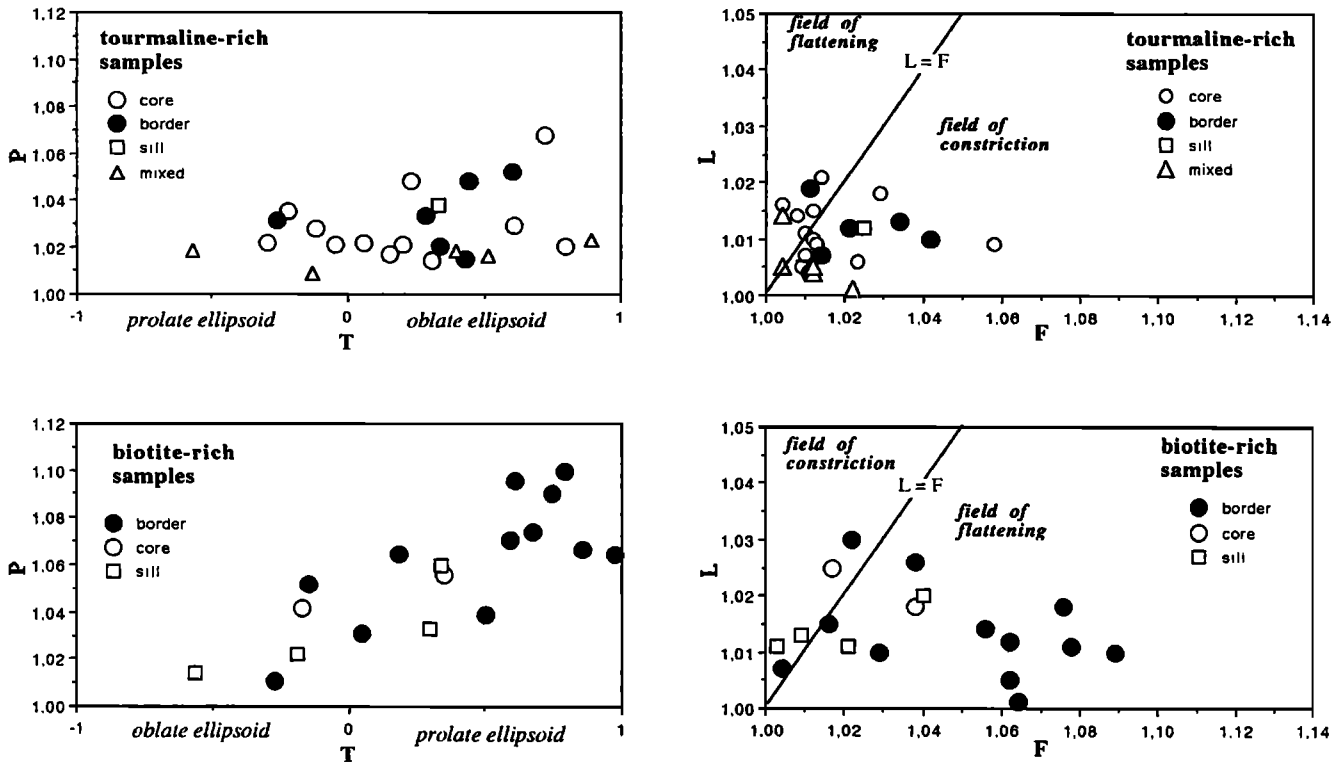 tourmaline-rich
samples
core
border
sill
mixed
P
1,12
1,10
1,08
1,06
1,04
1,02
1,00
-1
prolate ellipsoid
0
oblate ellipsoid
1
T
field of
flattening
L = F
tourmaline-rich
samples
core
border
sill
mixed
field of
constriction
L
1,05
1,04
1,03
1,02
1,01
1,00
1,00
1,02
1,04
1,06
1,08
1,10
1,12
1,14
F
biotite-rich
samples
border
core
sill
P
1,12
1,10
1,08
1,06
1,04
1,02
1,00
-1
oblate ellipsoid
0
prolate ellipsoid
1
T
field of
constriction
L = F
field of
flattening
biotite-rich
samples
border
core
sill
L
1,05
1,04
1,03
1,02
1,01
1,00
1,00
1,02
1,04
1,06
1,08
1,10
1,12
1,14
F